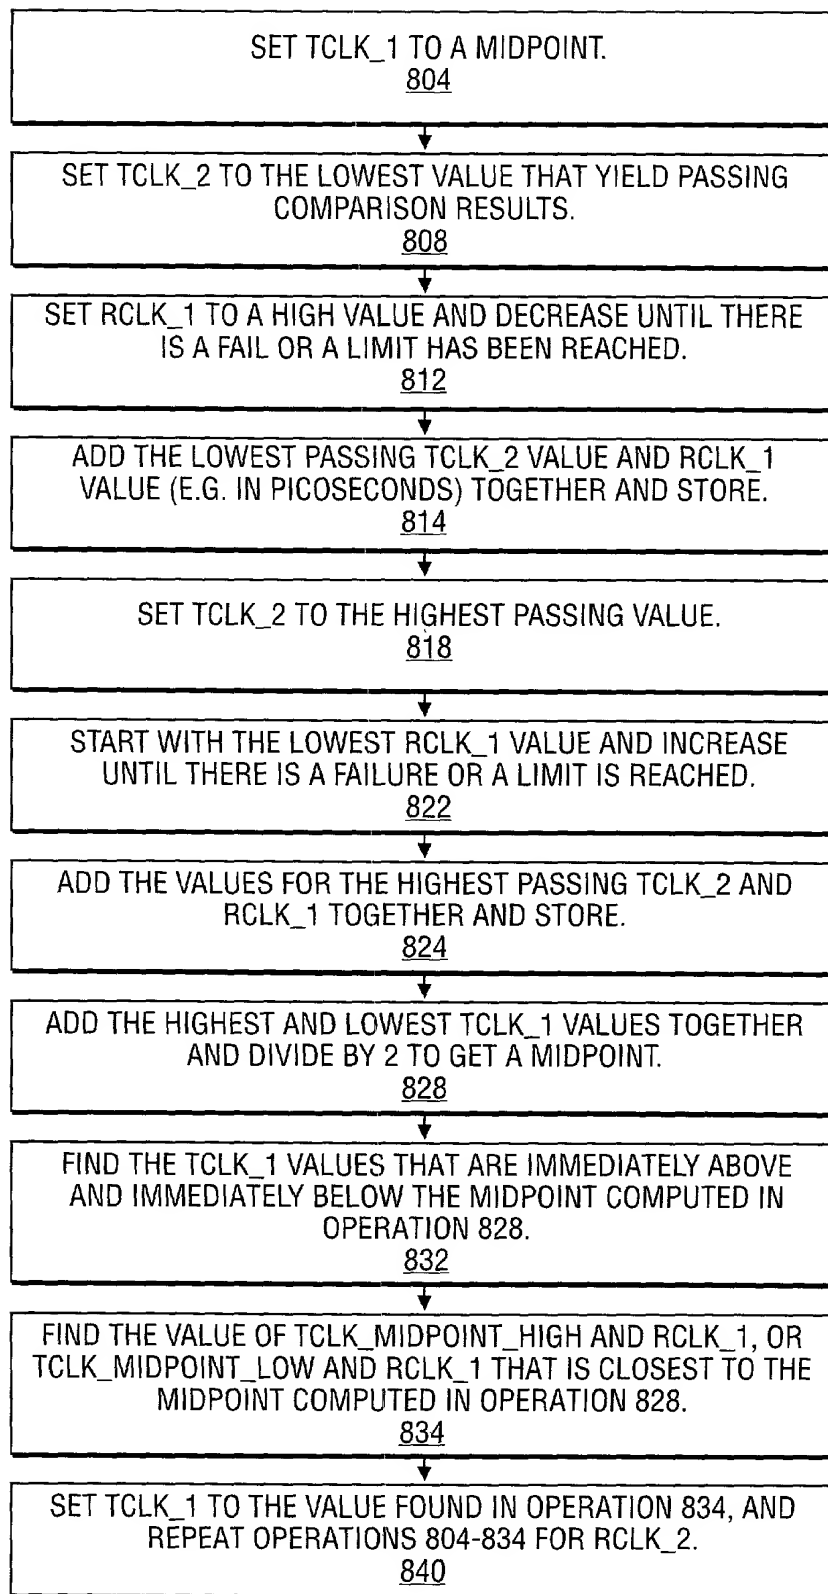 SET TCLK_1 TO A MIDPOINT.
804
SET TCLK_2 TO THE LOWEST VALUE THAT YIELD PASSING
COMPARISON RESULTS.
808
SET RCLK_1 TO A HIGH VALUE AND DECREASE UNTIL THERE
IS A FAIL OR A LIMIT HAS BEEN REACHED.
812
ADD THE LOWEST PASSING TCLK_2 VALUE AND RCLK_1
VALUE (E.G. IN PICOSECONDS) TOGETHER AND STORE.
814
SET TCLK_2 TO THE HIGHEST PASSING VALUE.
818
START WITH THE LOWEST RCLK_1 VALUE AND INCREASE
UNTIL THERE IS A FAILURE OR A LIMIT IS REACHED.
822
ADD THE VALUES FOR THE HIGHEST PASSING TCLK_2 AND
RCLK_1 TOGETHER AND STORE.
824
ADD THE HIGHEST AND LOWEST TCLK_1 VALUES TOGETHER
AND DIVIDE BY 2 TO GET A MIDPOINT.
828
FIND THE TCLK_1 VALUES THAT ARE IMMEDIATELY ABOVE
AND IMMEDIATELY BELOW THE MIDPOINT COMPUTED IN
OPERATION 828.
832
FIND THE VALUE OF TCLK_MIDPOINT_HIGH AND RCLK_1, OR
TCLK_MIDPOINT_LOW AND RCLK_1 THAT IS CLOSEST TO THE
MIDPOINT COMPUTED IN OPERATION 828.
834
SET TCLK_1 TO THE VALUE FOUND IN OPERATION 834, AND
REPEAT OPERATIONS 804-834 FOR RCLK_2.
840